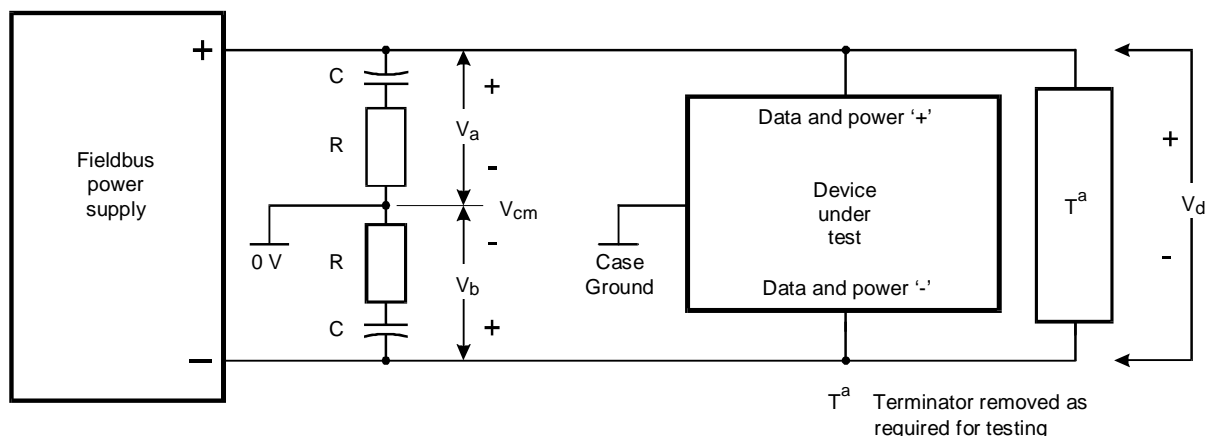 +
Fieldbus
power
supply
–
C
R
0 V
R
C
+
Va
-
Vcm
-
Vb
+
Data and power ‘+’
Device
under
test
Data and power ‘-’
Case
Ground
Ta
+
Vd
-
Ta Terminator removed as
required for testing